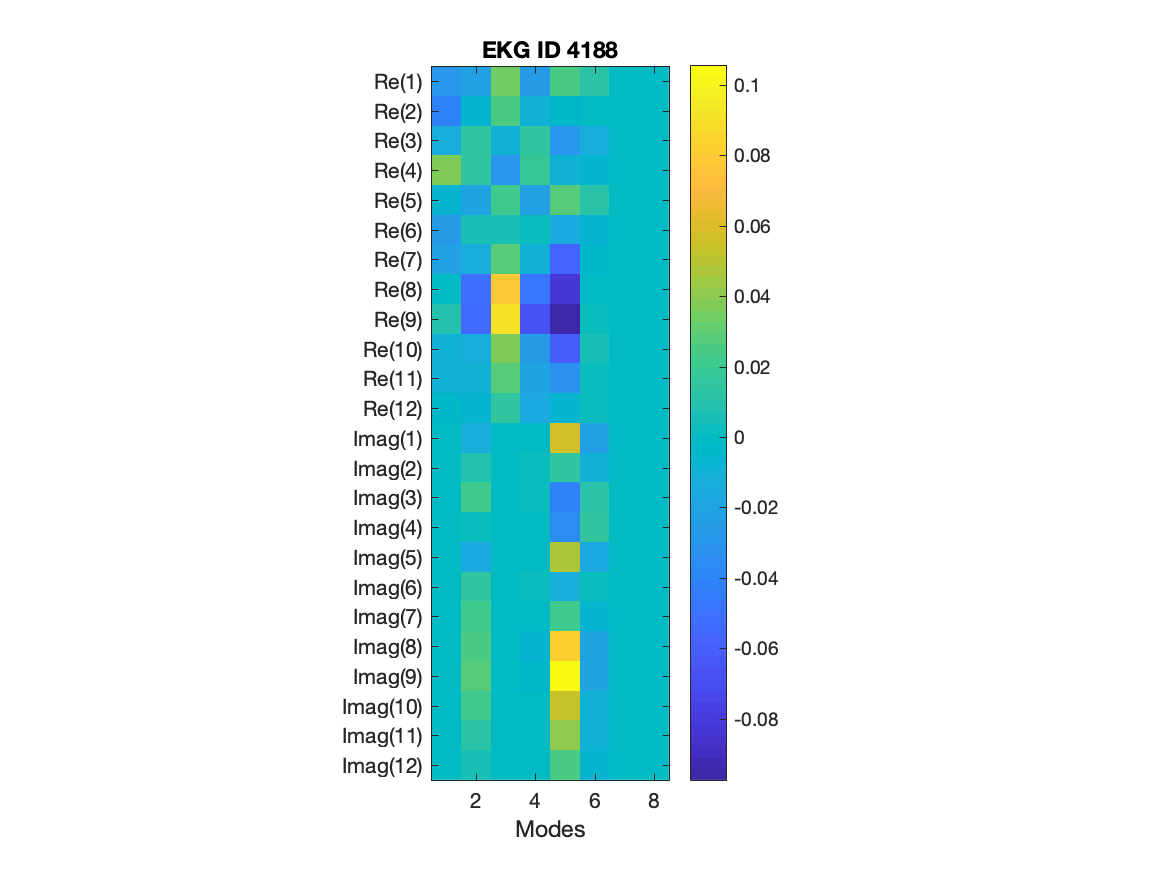 EKG ID 4188
Re(1)
Re(2)
Re(3)
Re(4)
Re(5)
Re(6)
Re(7)
Re(8)
Re(9)
Re(10)
Re(11)
Re(12)
Imag(1)
Imag(2)
Imag(3)
Imag(4)
Imag(5)
Imag(6)
Imag(7)
Imag(8)
Imag(9)
Imag(10)
Imag(11)
Imag(12)
2 4 6 8
Modes
0.1
0.08
0.06
0.04
0.02
0
-0.02
-0.04
-0.06
-0.08